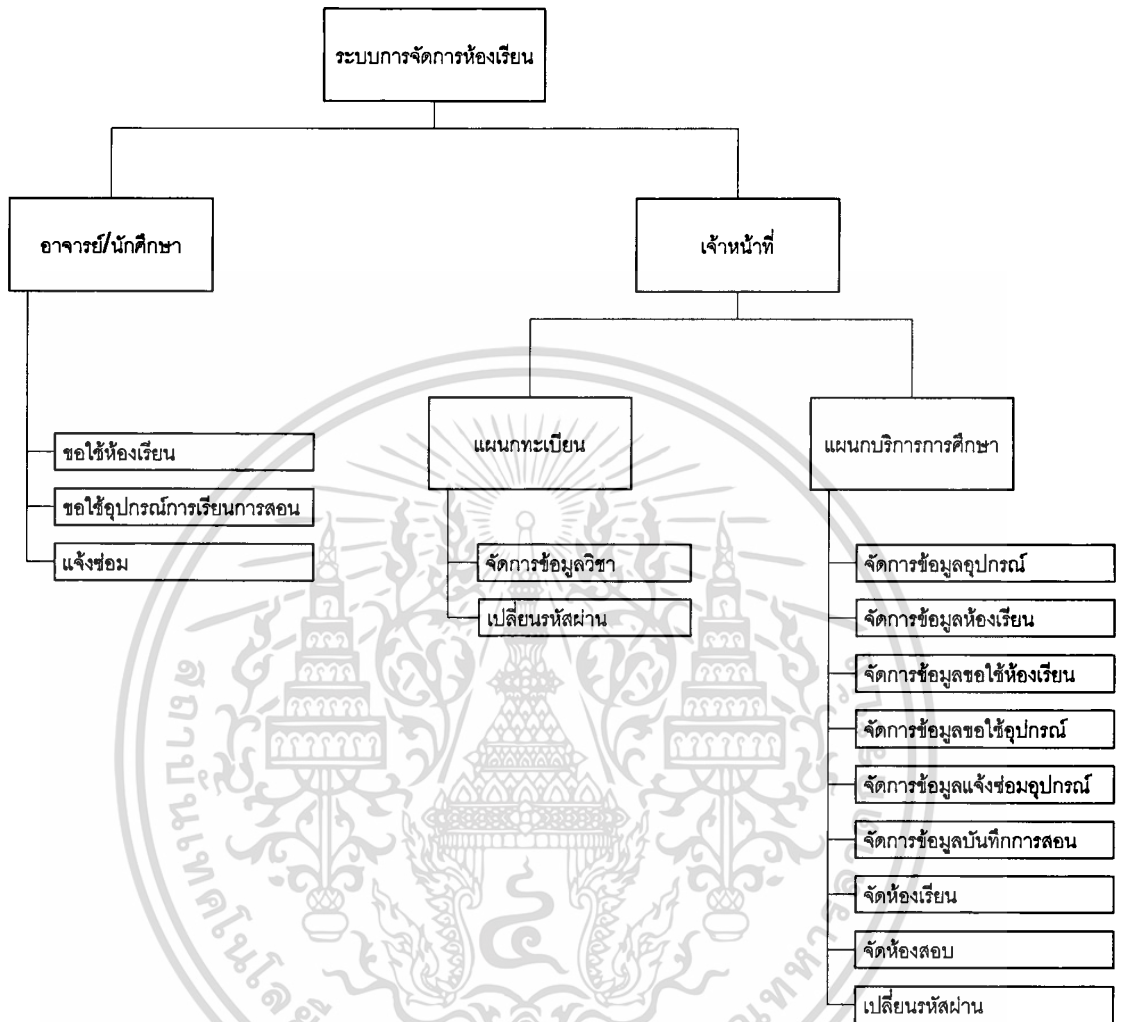 ระบบการจัดการห้องเรียน
อาจารย์/นักศึกษา
เจ้าหน้าที่
แผนกทะเบียน
แผนกบริการการศึกษา
ขอใช้ห้องเรียน
ขอใช้อุปกรณ์การเรียนการสอน
แจ้งซ่อม
จัดการข้อมูลวิชา
เปลี่ยนรหัสผ่าน
จัดการข้อมูลอุปกรณ์
จัดการข้อมูลห้องเรียน
จัดการข้อมูลขอใช้ห้องเรียน
จัดการข้อมูลขอใช้อุปกรณ์
จัดการข้อมูลแจ้งซ่อมอุปกรณ์
จัดการข้อมูลบันทึกการสอน
จัดห้องเรียน
จัดห้องสอบ
เปลี่ยนรหัสผ่าน